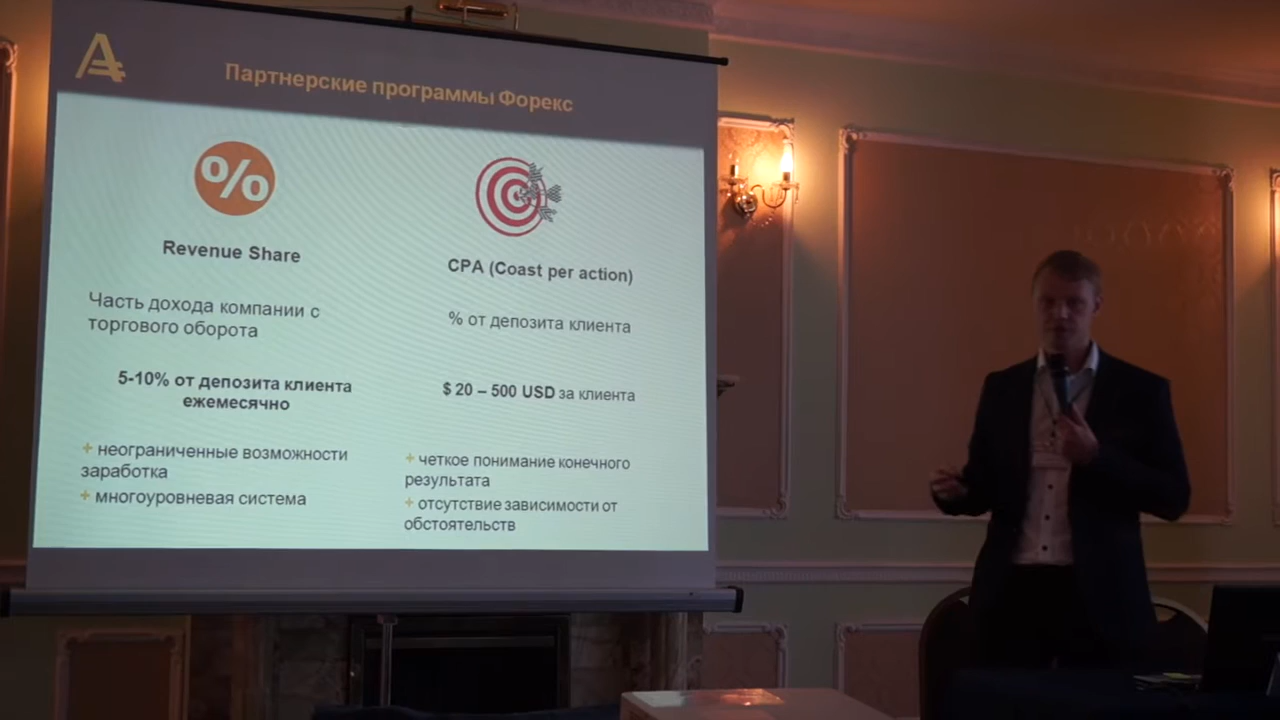 Партнерские программы Форекс
%
Revenue Share
Часть дохода компании с
торгового оборота
5-10% от депозита клиента
ежемесячно
+ неограниченные возможности
заработка
+ многоуровневая система
CPA (Coast per action)
% от депозита клиента
$ 20 – 500 USD за клиента
+ четкое понимание конечного
результата
+ отсутствие зависимости от
обстоятельств